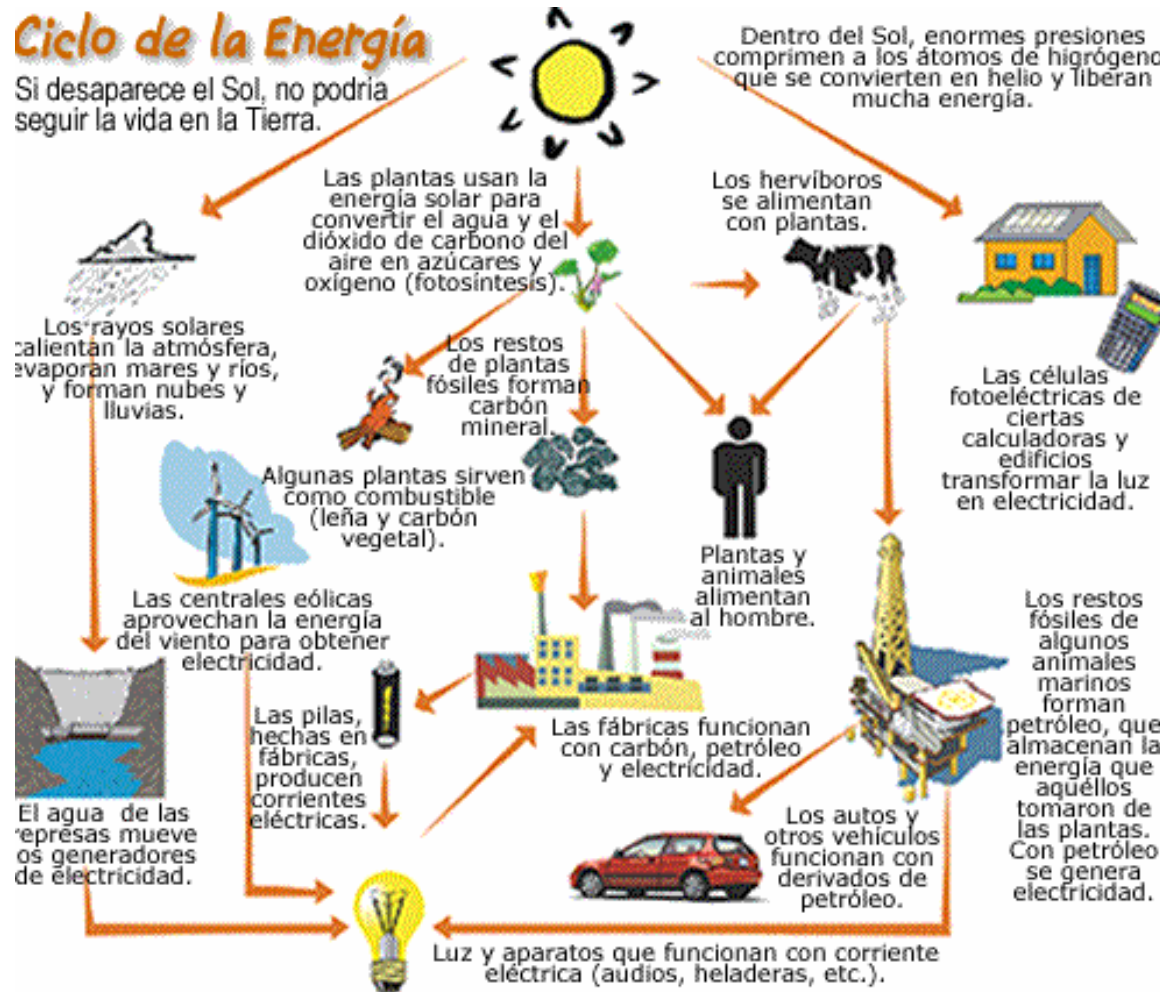 Ciclo de la Energía
Si desaparece el Sol, no podría
seguir la vida en la Tierra.
Dentro del Sol, enormes presiones
comprimen a los átomos de higrógeno
que se convierten en helio y liberan
mucha energía.
Las plantas usan la
energía solar para
convertir el agua y el
dióxido de carbono del
aire en azúcares y
oxígeno (fotosíntesis).
Los hervíboros
se alimentan
con plantas.
Los rayos solares
calientan la atmósfera,
evaporan mares y ríos,
y forman nubes y
lluvias.
Los restos
de plantas
fósiles forman
carbón
mineral.
Las células
fotoeléctricas de
ciertas
calculadoras y
edificios
transformar la luz
en electricidad.
Algunas plantas sirven
como combustible
(leña y carbón
vegetal).
Plantas y
animales
alimentan
al hombre.
Las centrales eólicas
aprovechan la energía
del viento para obtener
electricidad.
Los restos
fósiles de
algunos
animales
marinos
forman
petróleo, que
almacenan la
energía que
aquéllos
tomaron de
las plantas.
Con petróleo
se genera
electricidad.
Las pilas,
hechas en
fábricas,
producen
corrientes
eléctricas.
Las fábricas funcionan
con carbón, petróleo
y electricidad.
El agua de las
represas mueve
los generadores
de electricidad.
Los autos y
otros vehículos
funcionan con
derivados de
petróleo.
Luz y aparatos que funcionan con corriente
eléctrica (audios, heladeras, etc.).